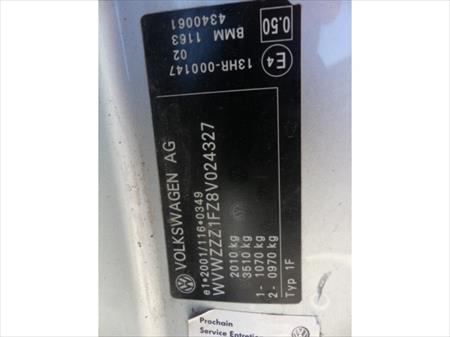 VOLKSWAGEN AG
e1*2001/116*0349
WVWZZZ1FZ8V024327
2010 kg
3510 kg
1- 1070 kg
2- 0970 kg
Typ 1F
E4
13HR-000147
02
BMM 1163
4340061
0.50
Prochain
Service Entretien